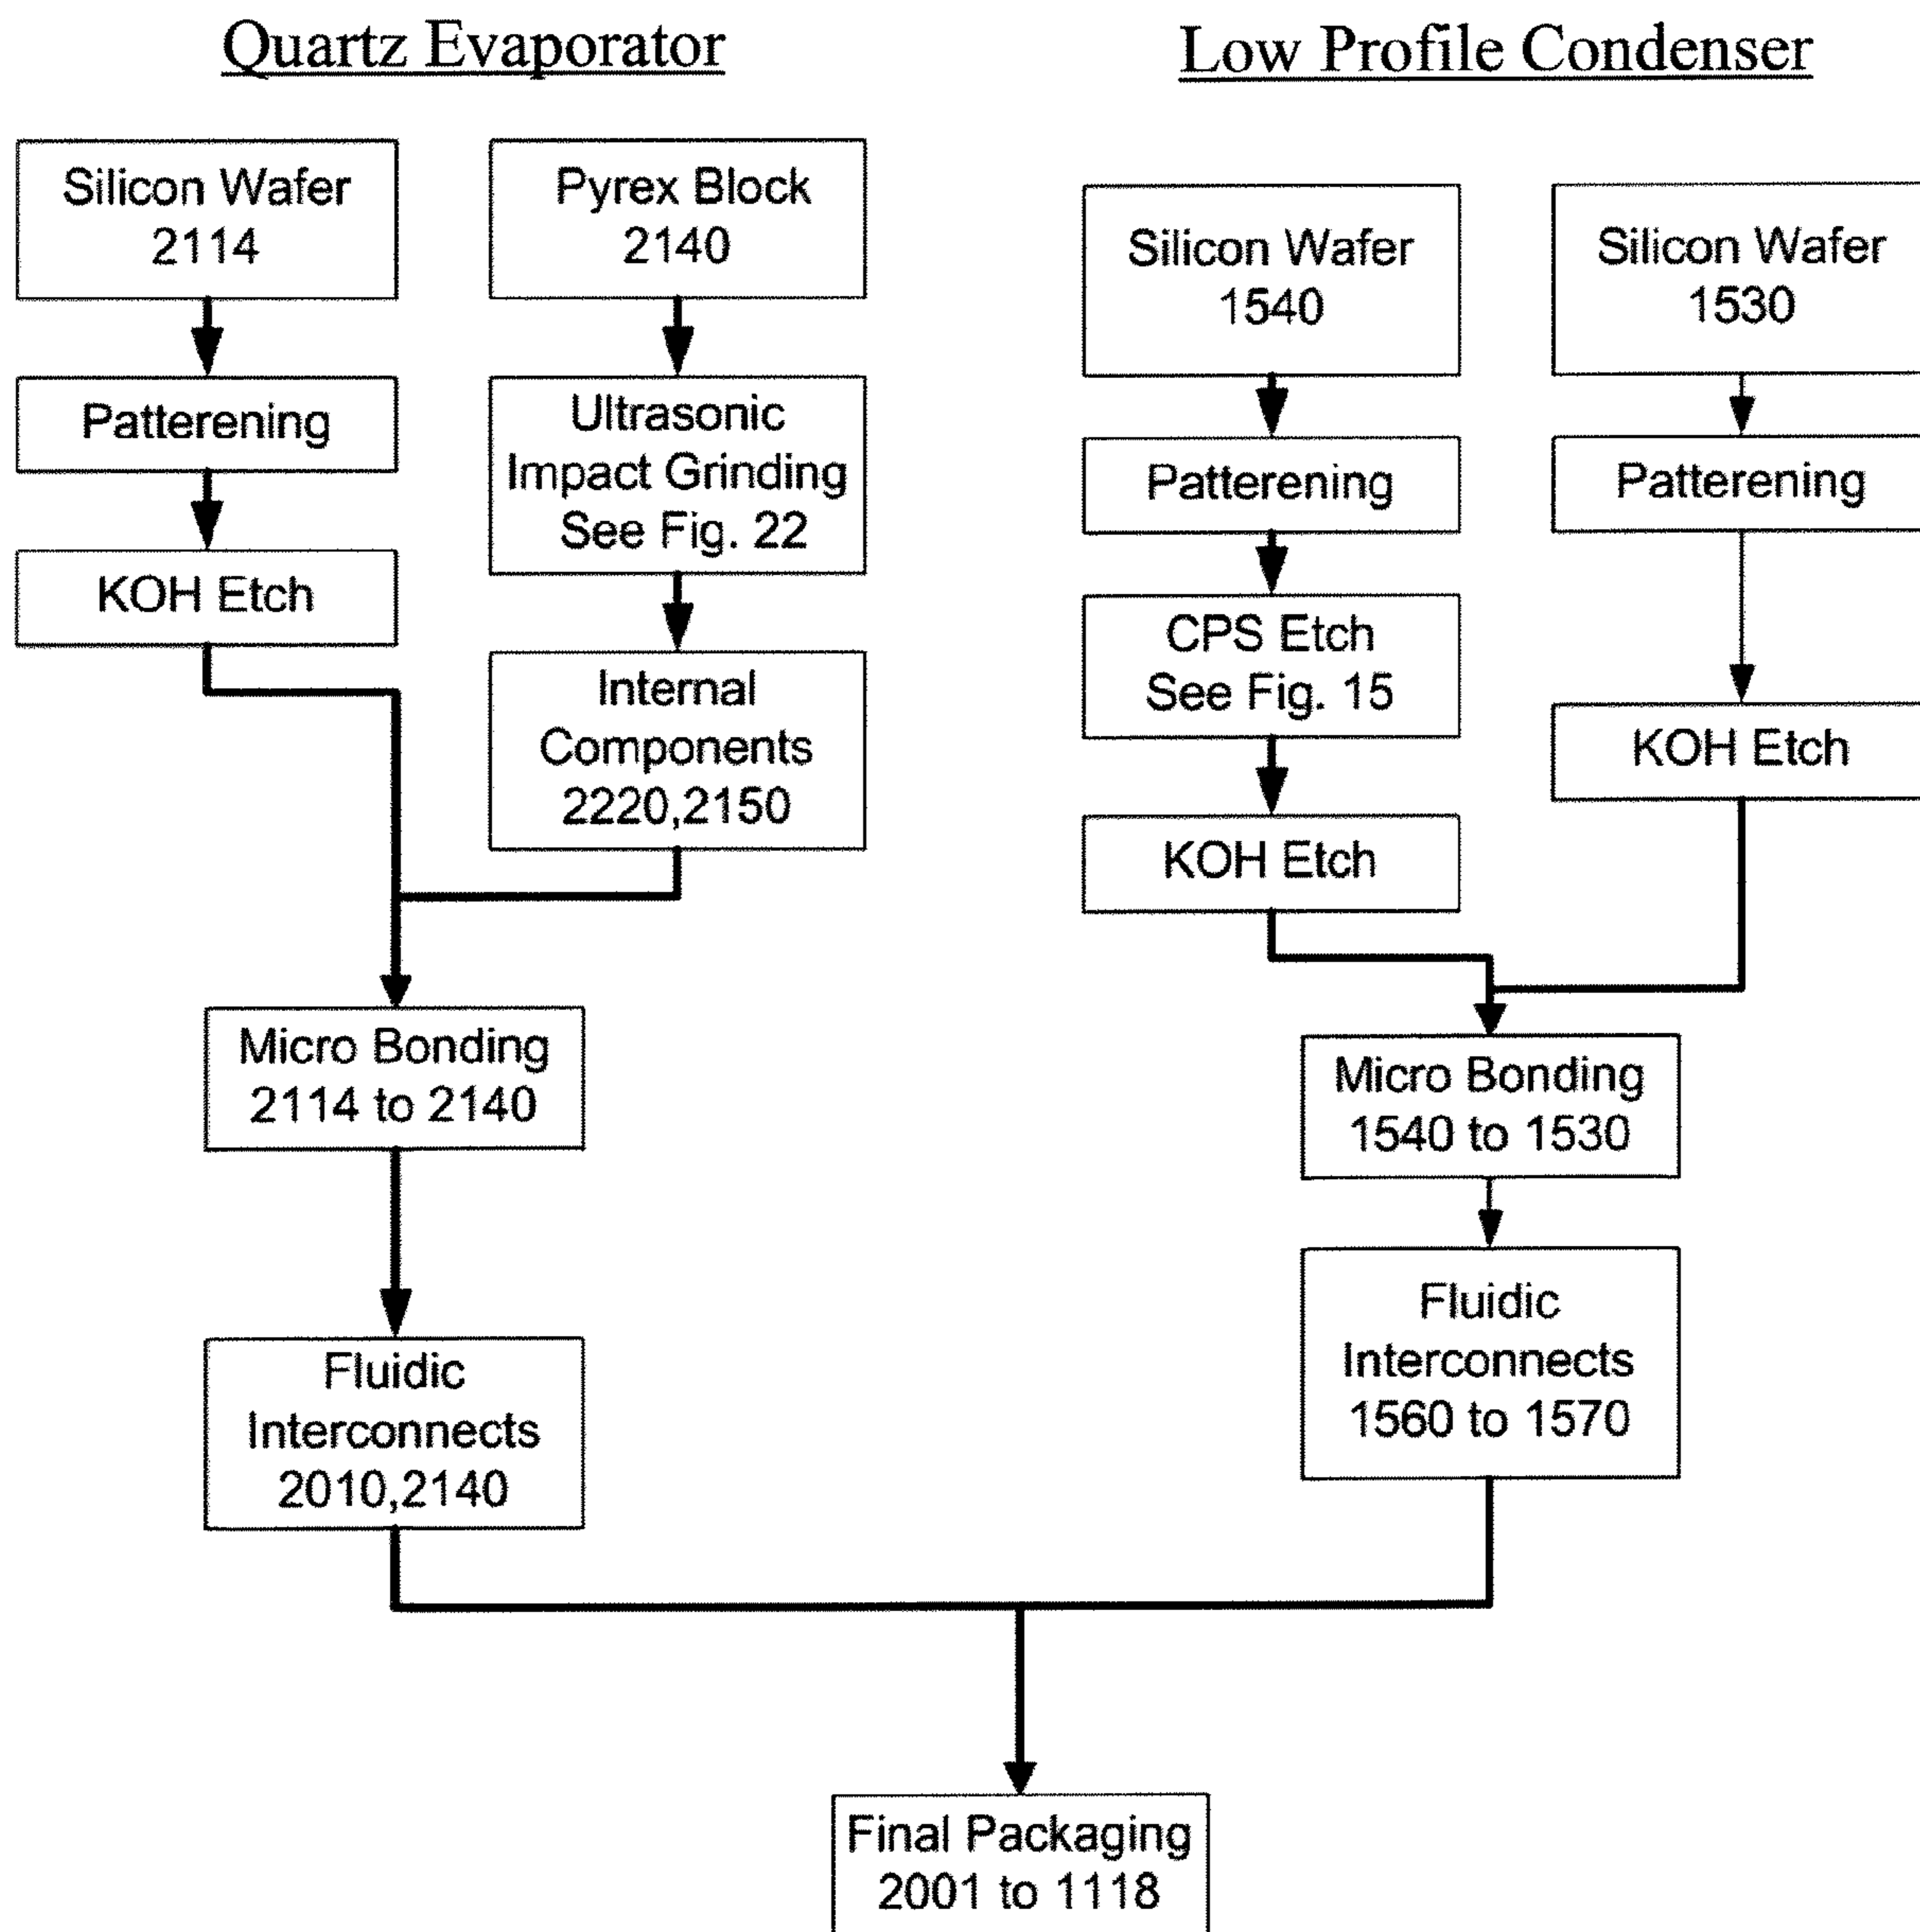 Quartz Evaporator
Silicon Wafer
2114
Patterening
KOH Etch
Pyrex Block
2140
Ultrasonic
Impact Grinding
See Fig. 22
Internal
Components
2220,2150
Micro Bonding
2114 to 2140
Fluidic
Interconnects
2010,2140
Low Profile Condenser
Silicon Wafer
1540
Patterening
CPS Etch
See Fig. 15
KOH Etch
Silicon Wafer
1530
Patterening
KOH Etch
Micro Bonding
1540 to 1530
Fluidic
Interconnects
1560 to 1570
Final Packaging
2001 to 1118